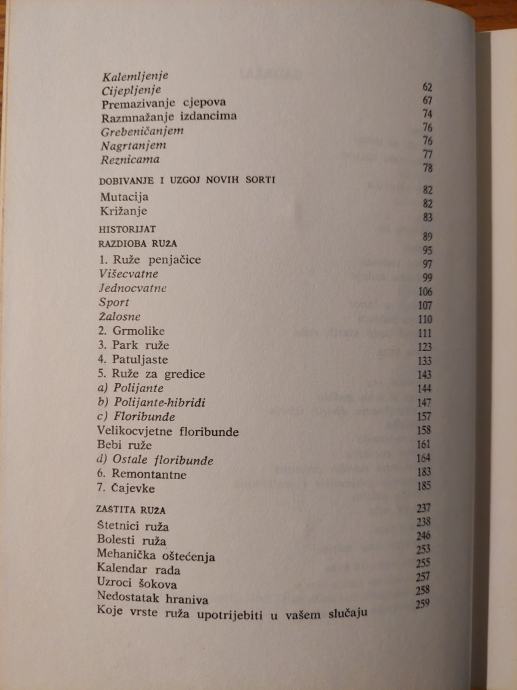 Kalemljenje 62
Cijepljenje 67
Premazivanje cjepova 74
Razmnažanje izdancima 76
Grebeničanjem 76
Nagrtanjem 77
Reznicama 78
DOBIVANJE I UZGOJ NOVIH SORTI 82
Mutacija 82
Križanje 83
HISTORIJAT 89
RAZDIOBA RUŽA 95
1. Ruže penjačice 97
Višecvatne 99
Jednocvatne 106
Sport 107
Žalosne 110
2. Grmolike 111
3. Park ruže 123
4. Patuljaste 133
5. Ruže za gredice 143
a) Polijante 144
b) Polijante-hibridi 147
c) Floribunde 157
Velikocvjetne floribunde 158
Bebi ruže 161
d) Ostale floribunde 164
6. Remontantne 183
7. Čajevke 185
ZAŠTITA RUŽA 237
Štetnici ruža 238
Bolesti ruža 246
Mehanička oštećenja 253
Kalendar rada 255
Uzroci šokova 257
Nedostatak hraniva 258
Koje vrste ruža upotrijebiti u vašem slučaju 259